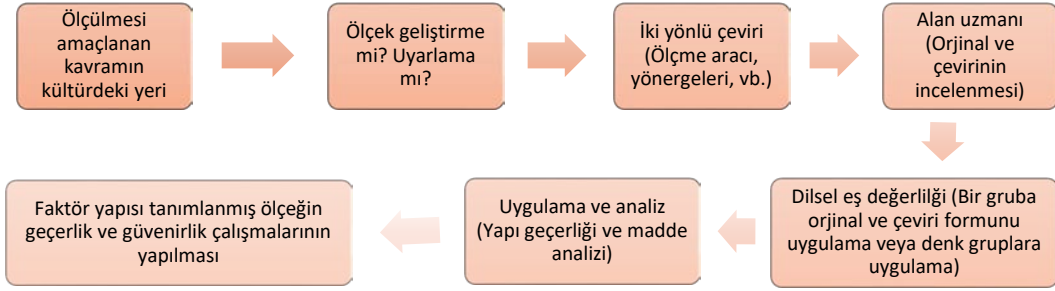 Ölçülmesi
amaçlanan
kavramın
kültürdeki yeri
Ölçek geliştirme
mi? Uyarlama
mı?
İki yönlü çeviri
(Ölçme aracı,
yönergeleri, vb.)
Alan uzmanı
(Orjinal ve
çevirinin
incelenmesi)
Dilsel eş değerlilği (Bir gruba
orjinal ve çeviri formunu
uygulama veya denk gruplara
uygulama)
Uygulama ve analiz
(Yapı geçerliği ve madde
analizi)
Faktör yapısı tanımlanmış ölçeğin
geçerlik ve güvenirlik çalışmalarının
yapılması